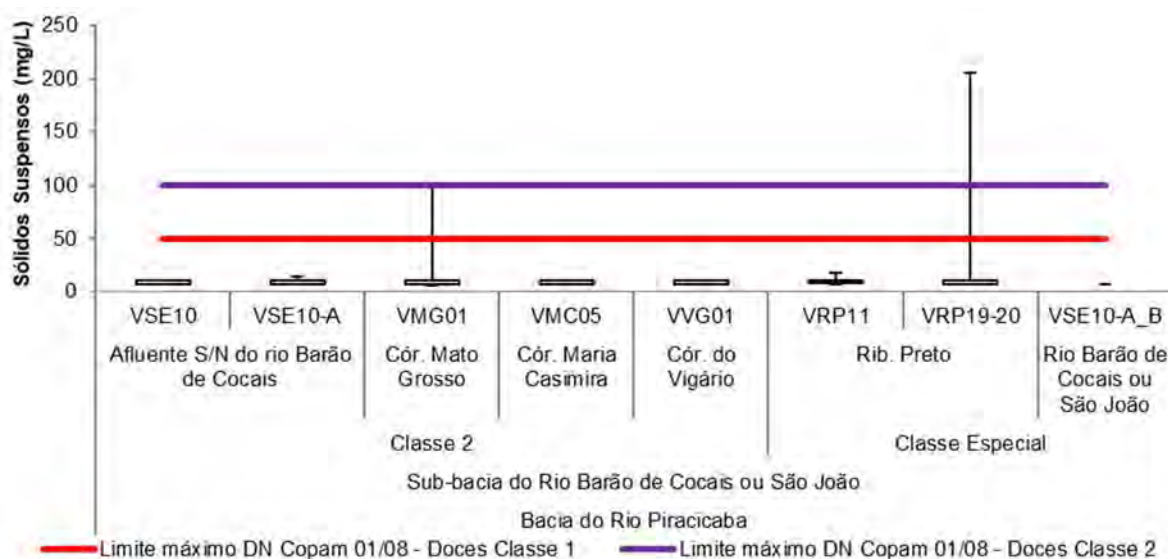 Sólidos Suspensos (mg/L)
250
200
150
100
50
0
VSE10 VSE10-A VMG01 VMC05 VVG01 VRP11 VRP19-20 VSE10-A_B
Afluente S/N do rio Barão
de Cocais
Cór. Mato
Grosso
Cór. Maria
Casimira
Cór. do
Vigário
Rib. Preto
Rio Barão de
Cocais ou
São João
Classe 2 Classe Especial
Sub-bacia do Rio Barão de Cocais ou São João
Bacia do Rio Piracicaba
Limite máximo DN Copam 01/08 - Doces Classe 1 Limite máximo DN Copam 01/08 - Doces Classe 2